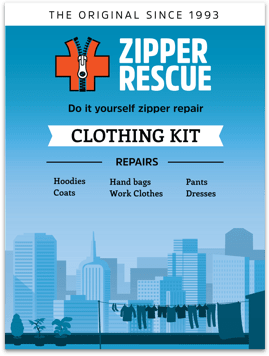 THE ORIGINAL SINCE 1993
ZIPPER
RESCUE
Do it yourself zipper repair
CLOTHING KIT
REPAIRS
Hoodies Hand bags Pants
Coats Work Clothes Dresses